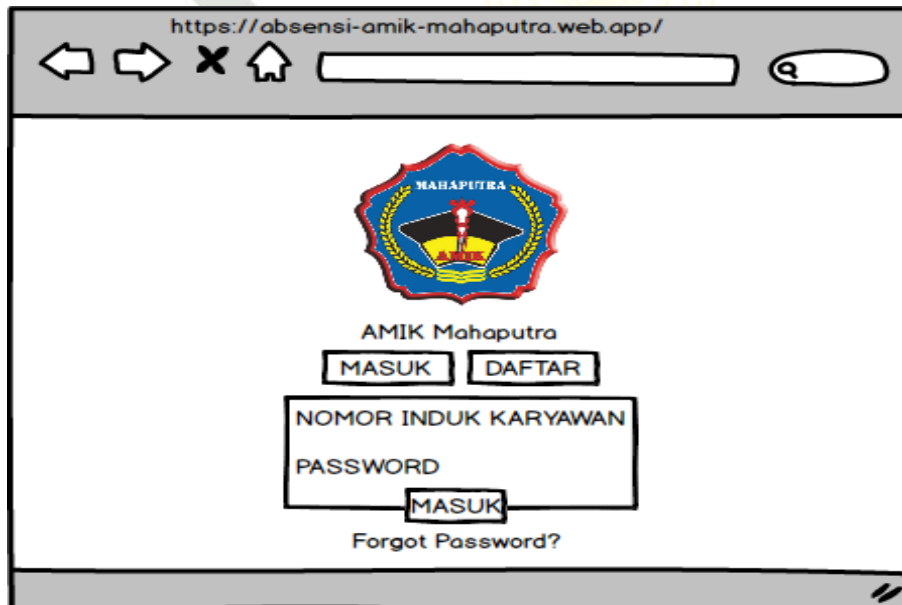 https://absensi-amik-mahaputra.web.app/
MAHAPUTRA
AMIK
AMIK Mahaputra
MASUK DAFTAR
NOMOR INDUK KARYAWAN
PASSWORD
MASUK
Forgot Password?